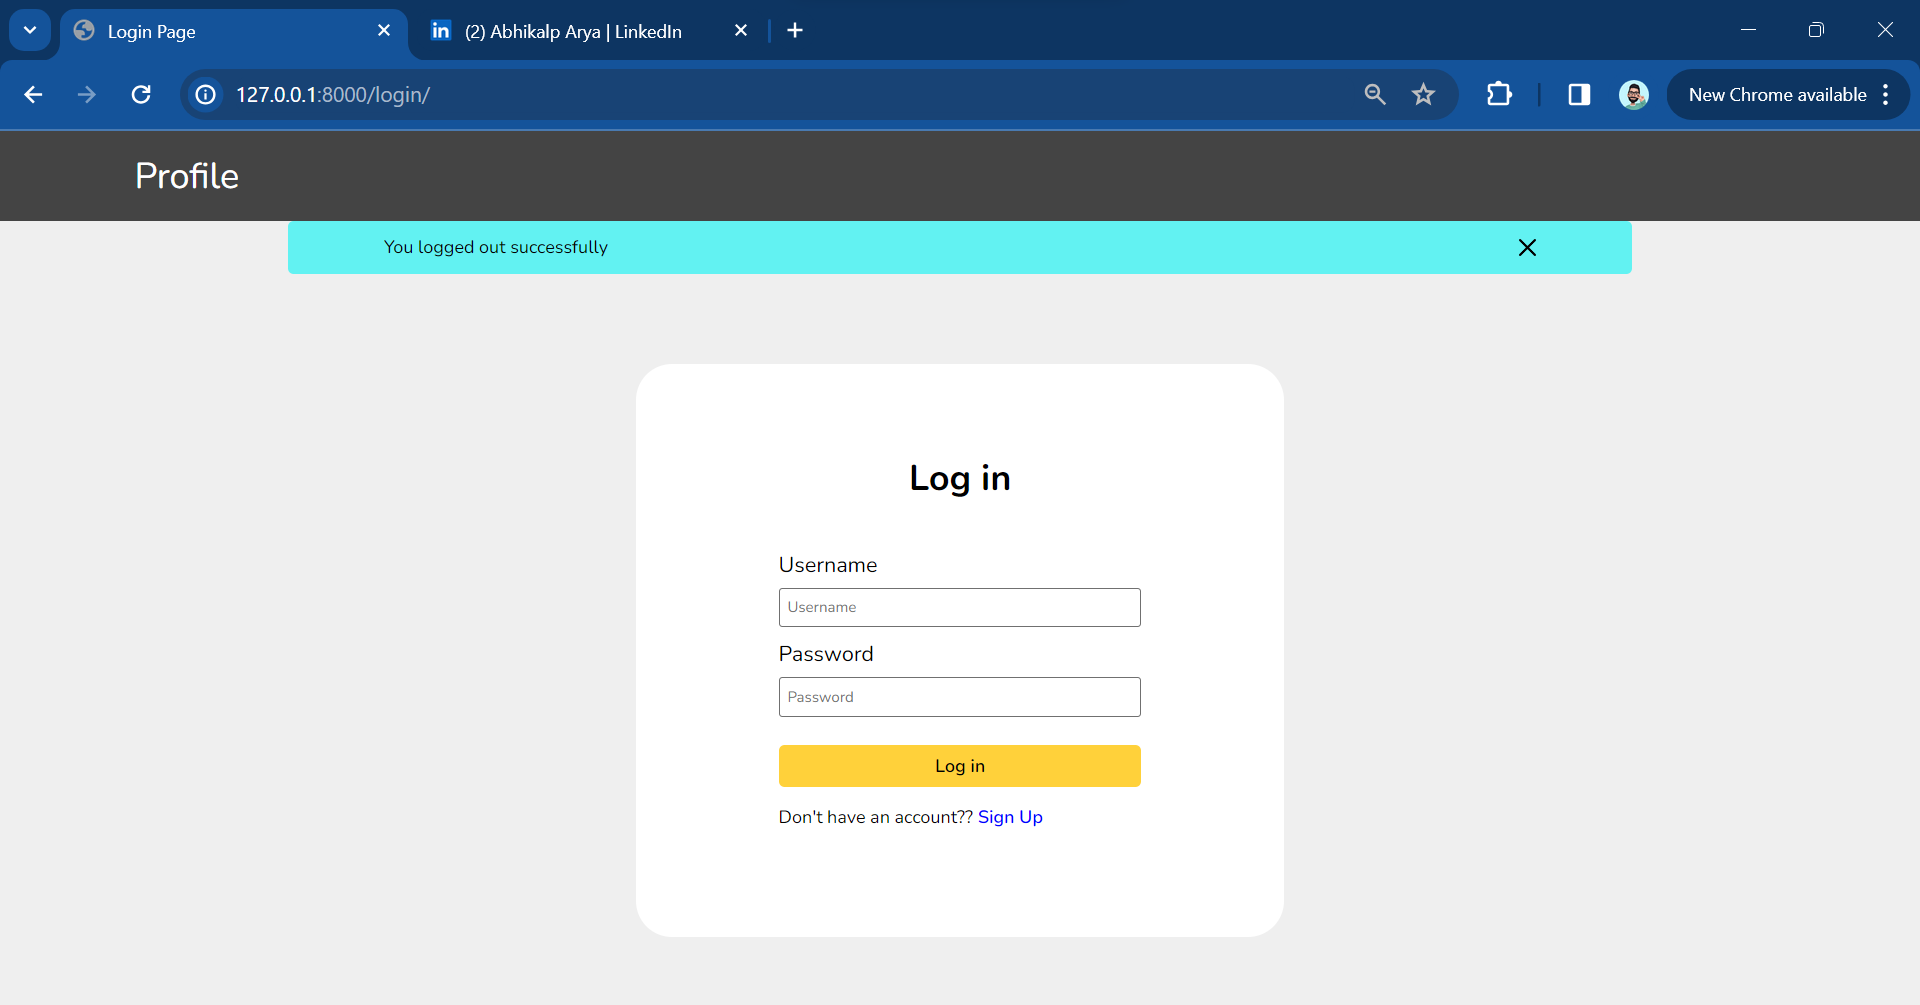 Login Page
in (2) Abhikalp Arya | LinkedIn
127.0.0.1:8000/login/
New Chrome available
Profile
You logged out successfully
Log in
Username
Username
Password
Password
Log in
Don't have an account?? Sign Up